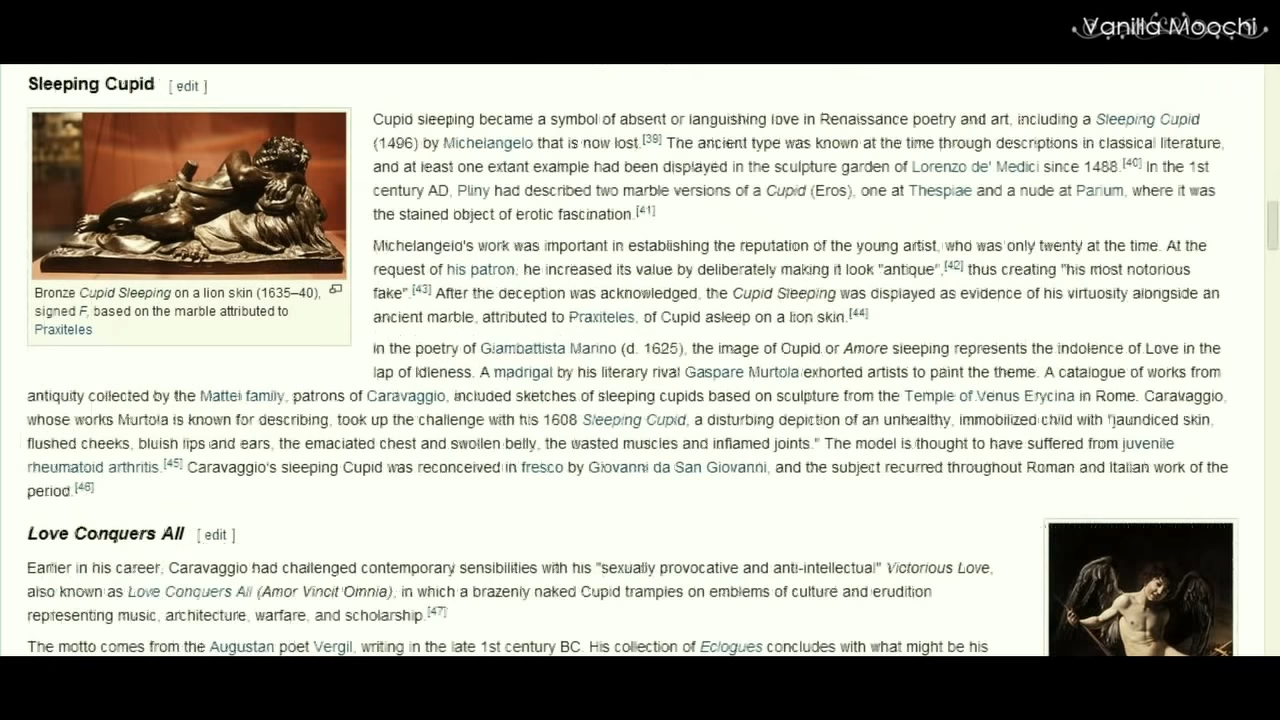 Vanilla Moochi
Sleeping Cupid [ edit ]
Cupid sleeping became a symbol of absent or languishing love in Renaissance poetry and art, including a Sleeping Cupid
(1496) by Michelangelo that is now lost.[39] The ancient type was known at the time through descriptions in classical literature,
and at least one extant example had been displayed in the sculpture garden of Lorenzo de' Medici since 1488.[40] In the 1st
century AD, Pliny had described two marble versions of a Cupid (Eros), one at Thespiae and a nude at Parium, where it was
the stained object of erotic fascination.[41]
Michelangelo's work was important in establishing the reputation of the young artist, who was only twenty at the time. At the
request of his patron, he increased its value by deliberately making it look "antique",[42] thus creating "his most notorious
fake".[43] After the deception was acknowledged, the Cupid Sleeping was displayed as evidence of his virtuosity alongside an
ancient marble, attributed to Praxiteles, of Cupid asleep on a lion skin.[44]
Bronze Cupid Sleeping on a lion skin (1635–40),
signed F, based on the marble attributed to
Praxiteles
In the poetry of Giambattista Marino (d. 1625), the image of Cupid or Amore sleeping represents the indolence of Love in the
lap of Idleness. A madrigal by his literary rival Gaspare Murtola exhorted artists to paint the theme. A catalogue of works from
antiquity collected by the Mattei family, patrons of Caravaggio, included sketches of sleeping cupids based on sculpture from the Temple of Venus Erycina in Rome. Caravaggio,
whose works Murtola is known for describing, took up the challenge with his 1608 Sleeping Cupid, a disturbing depiction of an unhealthy, immobilized child with "jaundiced skin,
flushed cheeks, bluish lips and ears, the emaciated chest and swollen belly, the wasted muscles and inflamed joints." The model is thought to have suffered from juvenile
rheumatoid arthritis.[45] Caravaggio's sleeping Cupid was reconceived in fresco by Giovanni da San Giovanni, and the subject recurred throughout Roman and Italian work of the
period.[46]
Love Conquers All [ edit ]
Earlier in his career, Caravaggio had challenged contemporary sensibilities with his "sexually provocative and anti-intellectual" Victorious Love,
also known as Love Conquers All (Amor Vincit Omnia), in which a brazenly naked Cupid tramples on emblems of culture and erudition
representing music, architecture, warfare, and scholarship.[47]
The motto comes from the Augustan poet Vergil, writing in the late 1st century BC. His collection of Eclogues concludes with what might be his